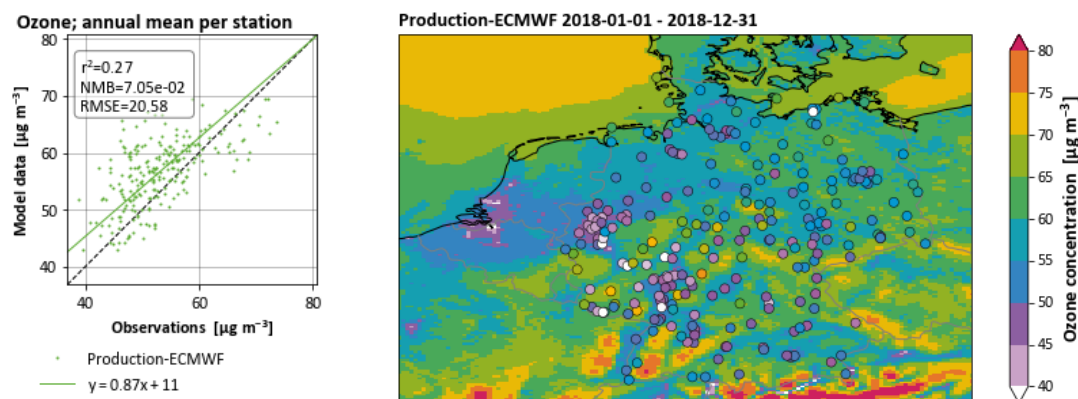 Ozone; annual mean per station
80
70
60
50
40
Model data [µg m⁻³]
r²=0.27
NMB=7.05e-02
RMSE=20,58
40
60
80
Observations [µg m⁻³]
Production-ECMWF
y = 0.87x + 11
Production-ECMWF 2018-01-01 - 2018-12-31
80
75
70
65
60
55
50
45
40
Ozone concentration [µg m⁻³]